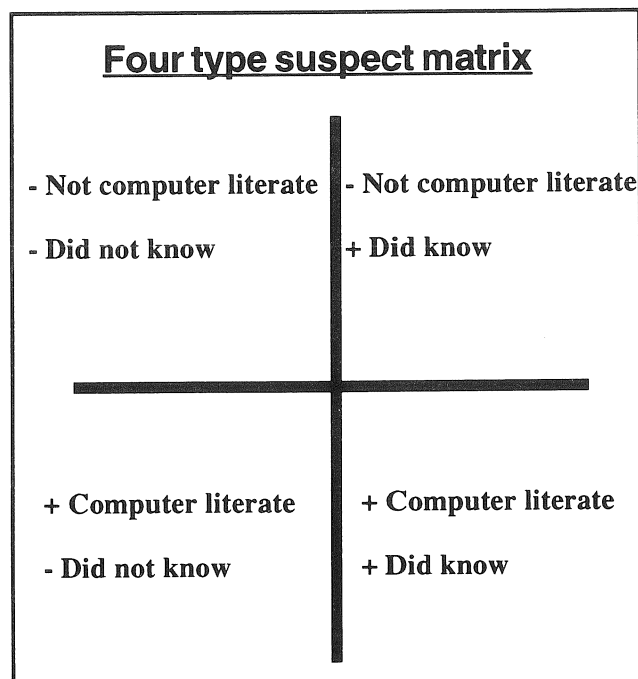 Four type suspect matrix
- Not computer literate
- Did not know
- Not computer literate
+ Did know
+ Computer literate
- Did not know
+ Computer literate
+ Did know